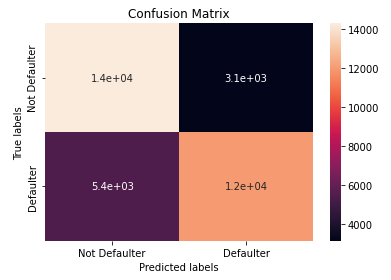 Confusion Matrix
True labels
Not Defaulter
Defaulter
1.4e+04 3.1e+03
5.4e+03 1.2e+04
Not Defaulter Defaulter
Predicted labels
14000
12000
10000
8000
6000
4000